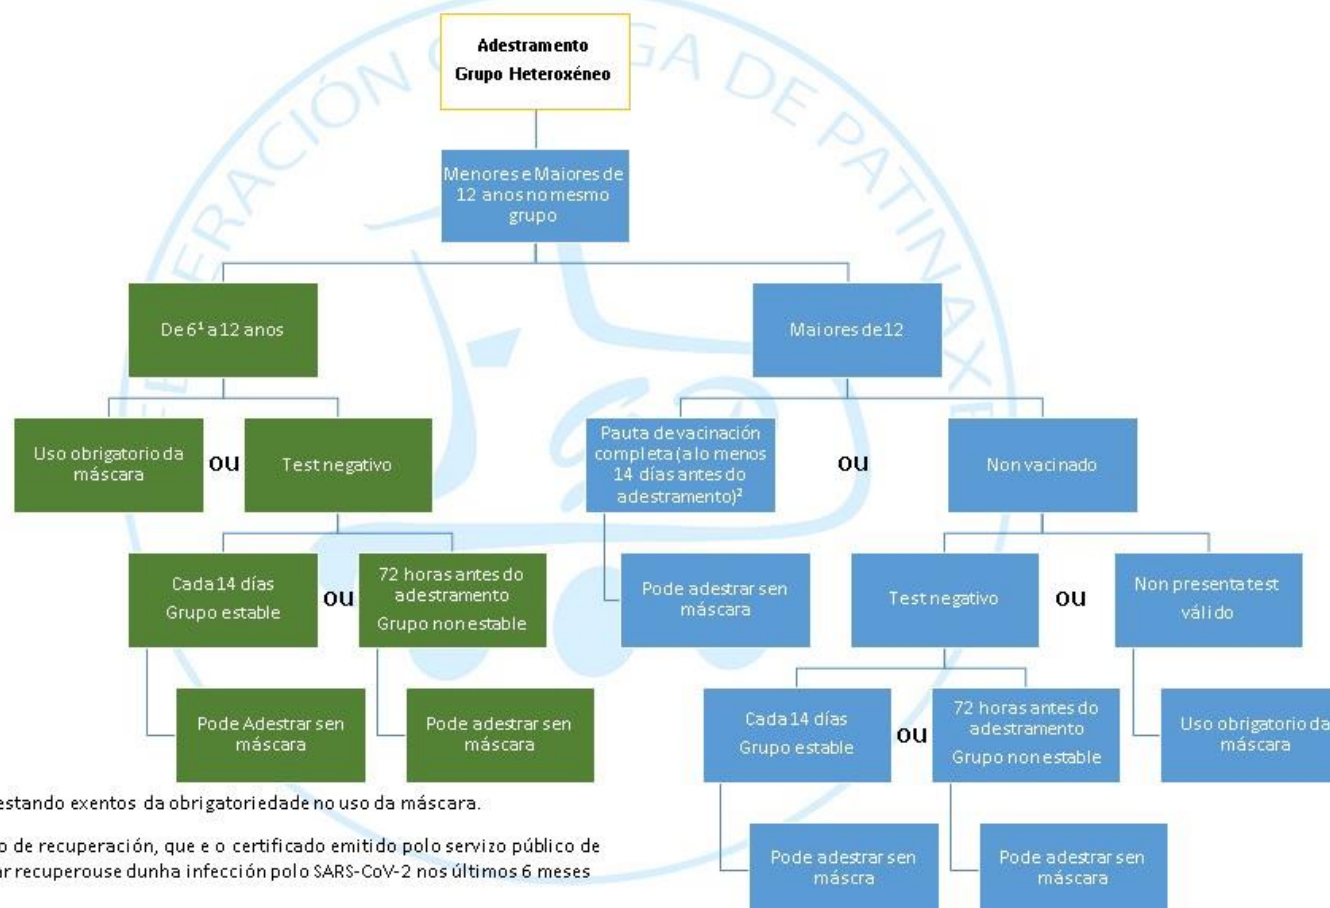 Adestramento
Grupo Heteroxéneo
Menores e Maiores de
12 anos no mesmo
grupo
De 6¹ a 12 anos
Maiores de 12
Uso obrigatorio da
máscara
ou
Test negativo
Pauta de vacinación
completa (a lo menos
14 días antes do
adestramento)²
ou
Non vacinado
Cada 14 días
Grupo estable
ou
72 horas antes do
adestramento
Grupo non estable
Pode adestrar sen
máscara
Test negativo
ou
Non presenta test
válido
Pode Adestrar sen
máscara
Pode adestrar sen
máscara
Cada 14 días
Grupo estable
ou
72 horas antes do
adestramento
Grupo non estable
Uso obrigatorio da
máscara
estando exentos da obrigatoriedade no uso da máscara.
o de recuperación, que e o certificado emitido polo servizo público de
ar recuperouse dunha infección polo SARS-CoV-2 nos últimos 6 meses
Pode adestrar sen
máscra
Pode adestrar sen
máscara